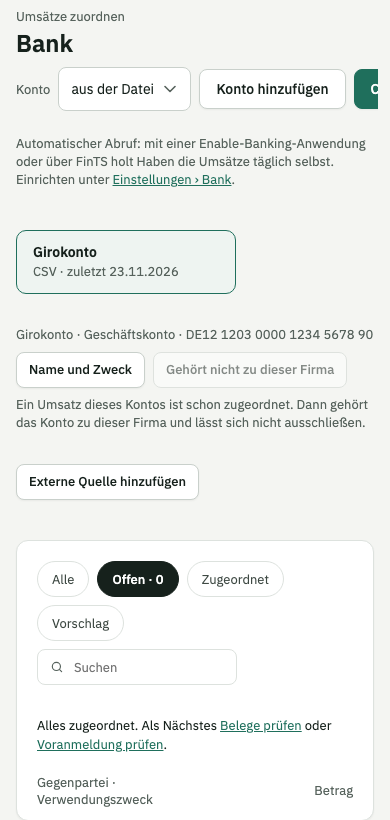 Umsätze zuordnen
Bank
Konto aus der Datei Konto hinzufügen
Automatischer Abruf: mit einer Enable-Banking-Anwendung
oder über FinTS holt Haben die Umsätze täglich selbst.
Einrichten unter Einstellungen › Bank.
Girokonto
CSV · zuletzt 23.11.2026
Girokonto · Geschäftskonto · DE12 1203 0000 1234 5678 90
Name und Zweck Gehört nicht zu dieser Firma
Ein Umsatz dieses Kontos ist schon zugeordnet. Dann gehört
das Konto zu dieser Firma und lässt sich nicht ausschließen.
Externe Quelle hinzufügen
Alle Offen · 0 Zugeordnet
Vorschlag
Suchen
Alles zugeordnet. Als Nächstes Belege prüfen oder
Voranmeldung prüfen.
Gegenpartei ·
Verwendungszweck Betrag